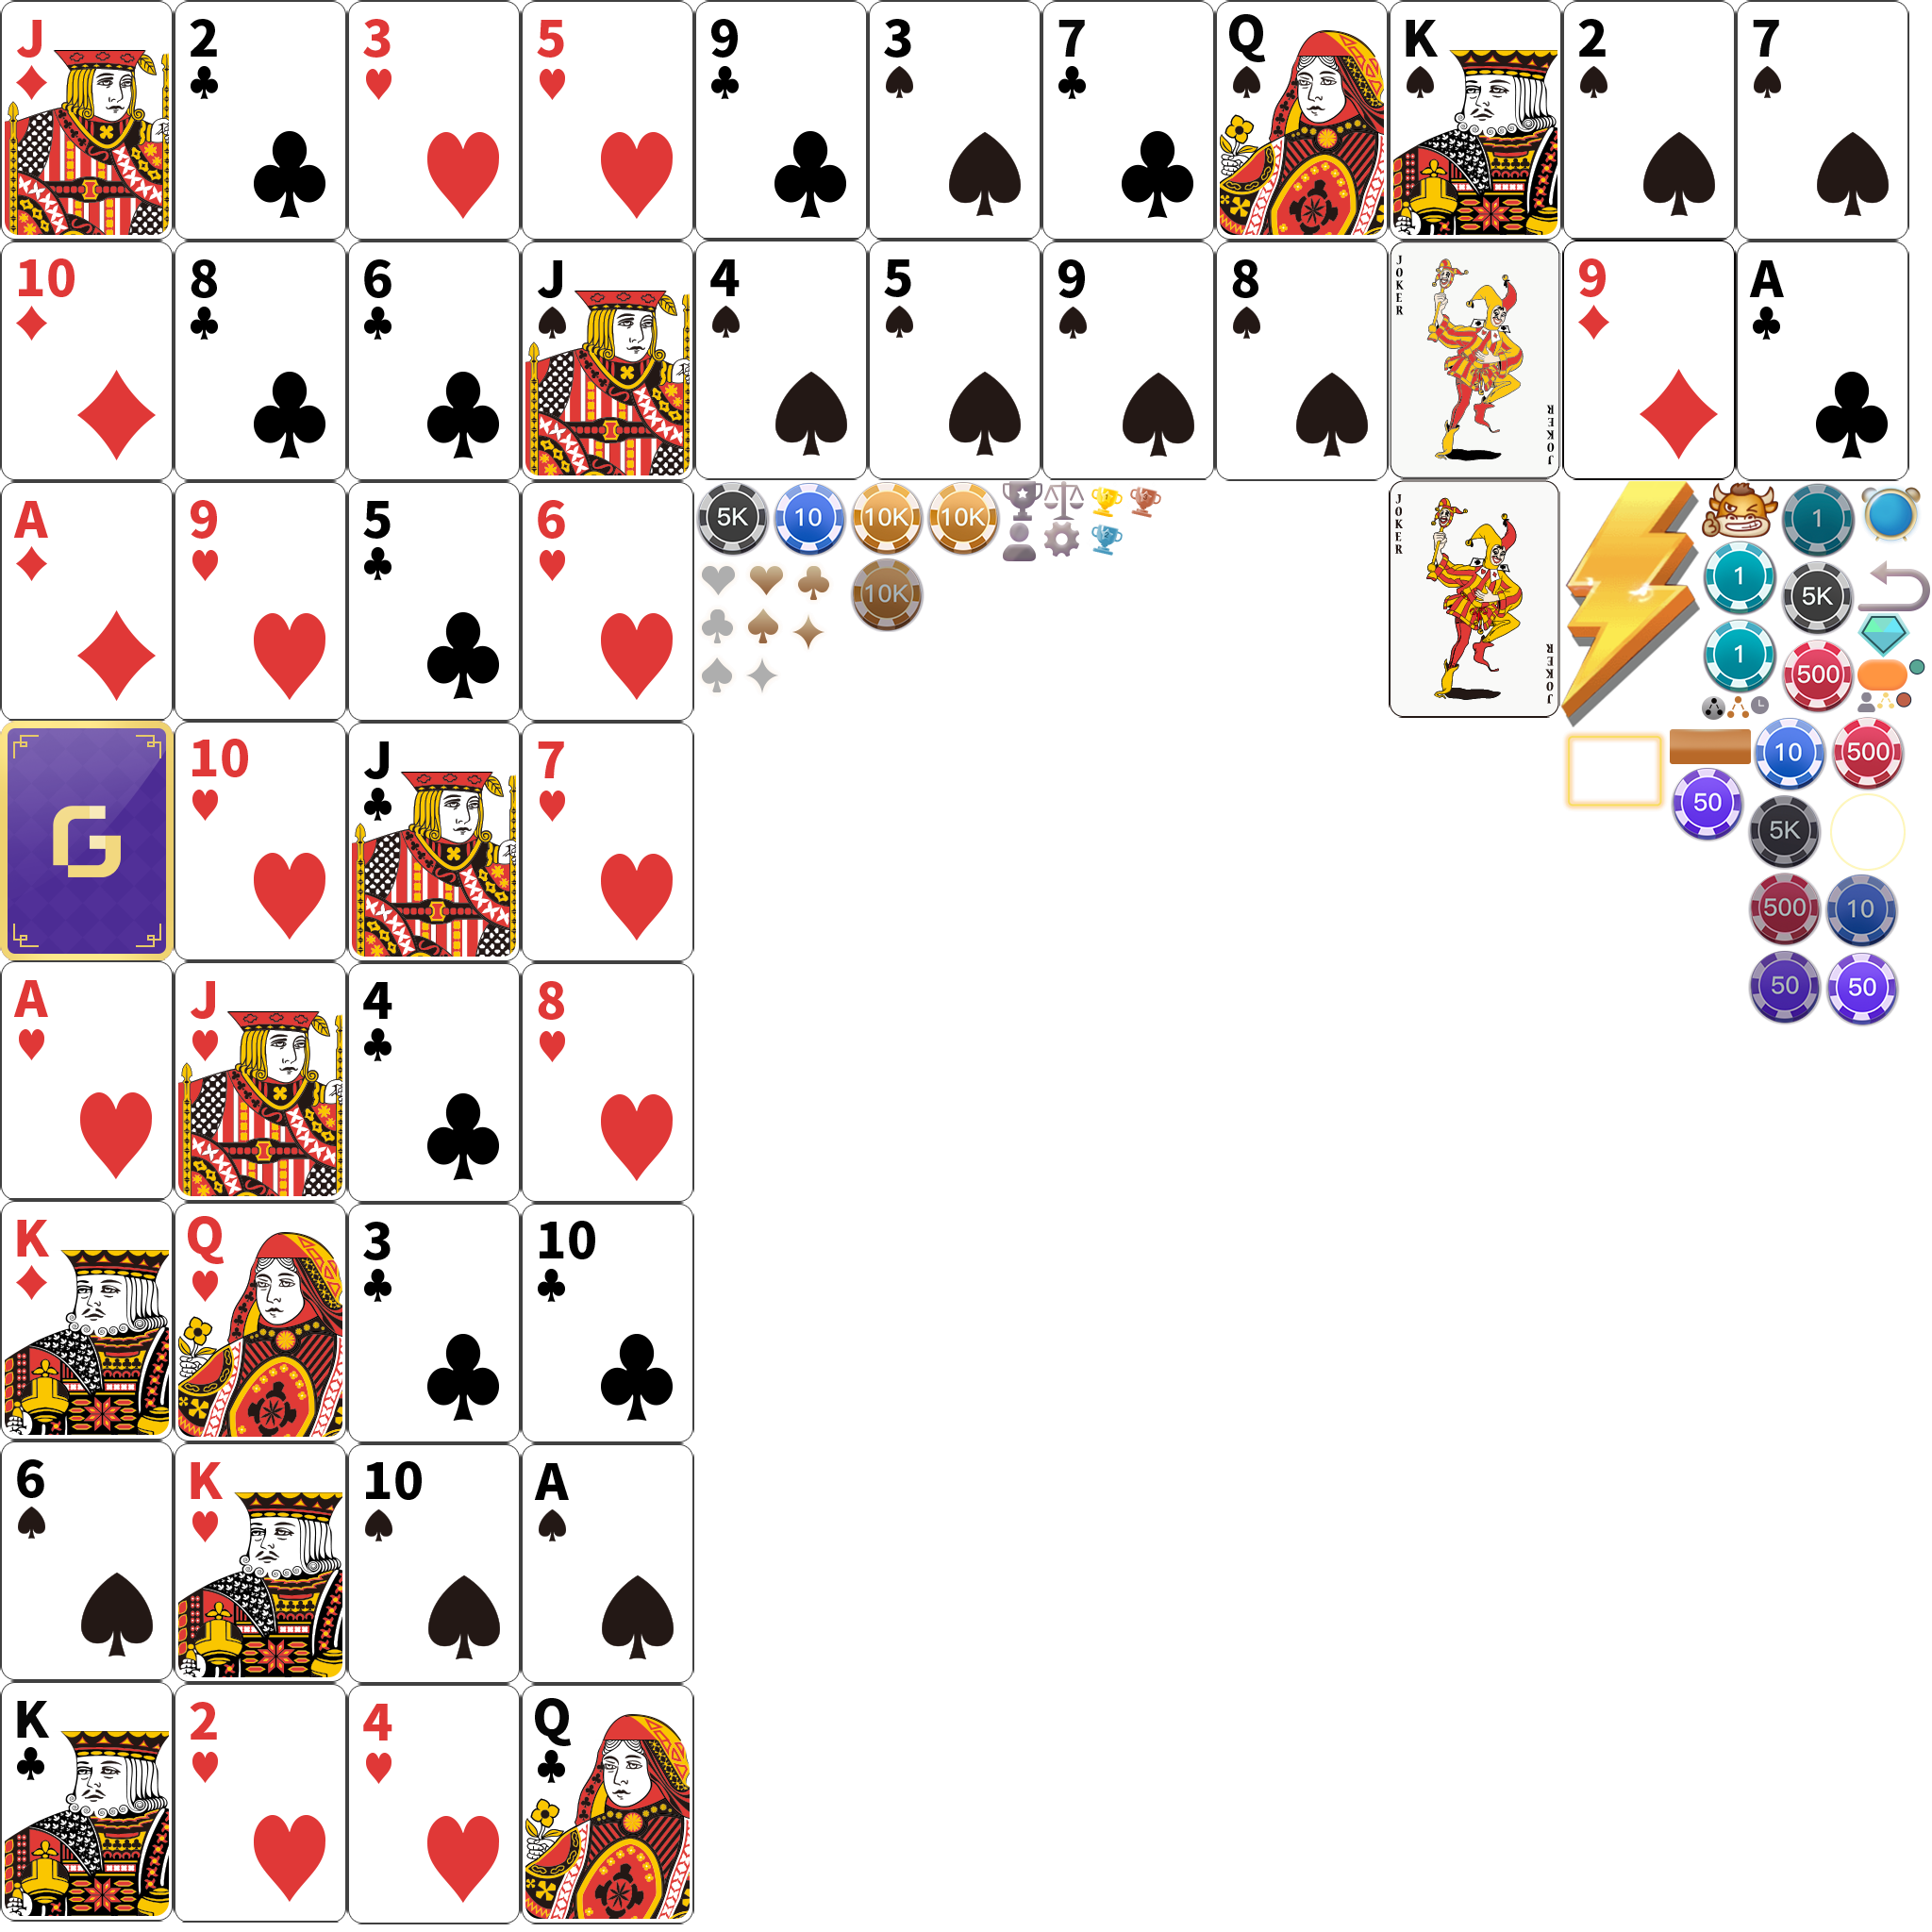 J 2 3 5 9 3 7 Q K 2 7
10 8 6 J 4 5 9 8 JOKER JOKER 9 A
A 9 5 6 5K 10 10K 10K JOKER JOKER 1
10K 1 5K
1 500
10 J 7 10 500
G 50 5K
500 10
50 50
A J 4 8
K Q 3 10
6 K 10 A
K 2 4 Q